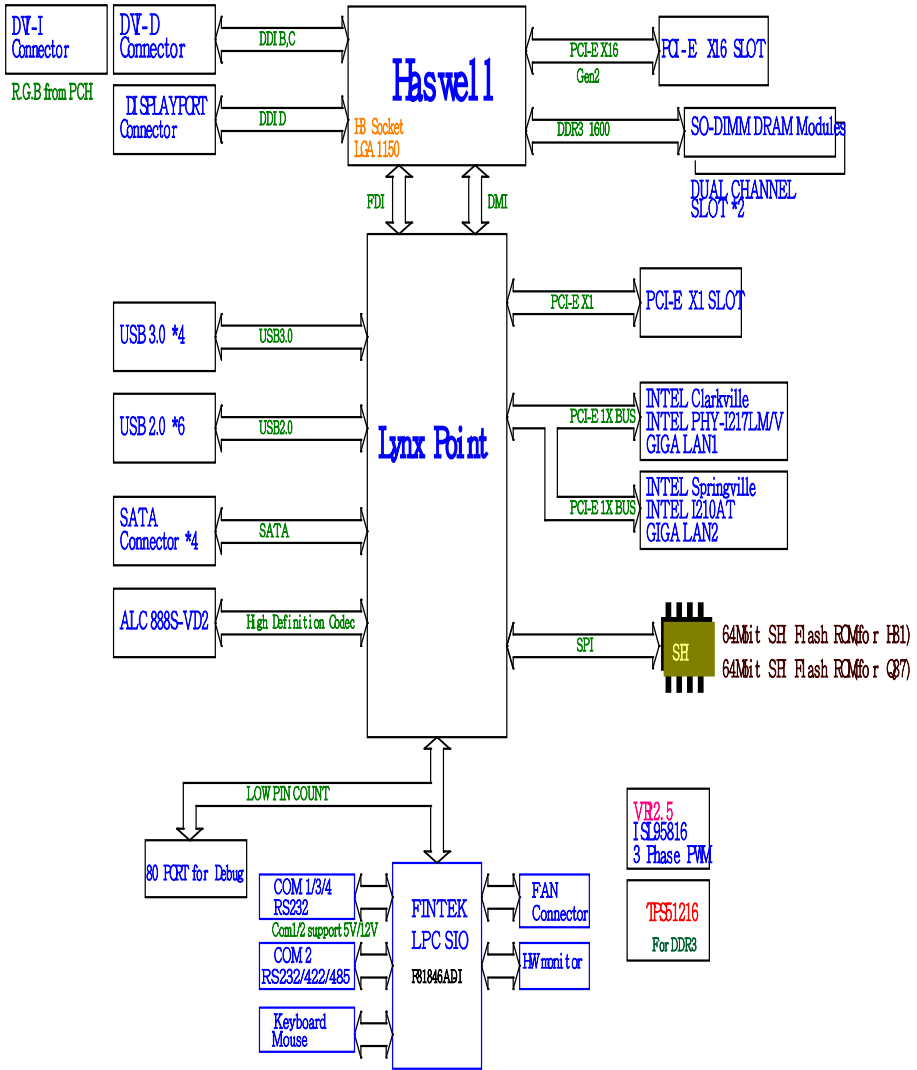 DVI-I
Connector
R.G.B from PCH
DVI-D
Connector
DDI B,C
DISPLAYPORT
Connector
DDI D
Haswell
H3 Socket
LGA 1150
PCI-E X16
Gen2
PCI-E X16 SLOT
DDR3 1600
SO-DIMM DRAM Modules
DUAL CHANNEL
SLOT *2
FDI
DMI
Lynx Point
PCI-E X1
PCI-E X1 SLOT
USB 3.0 *4
USB3.0
USB 2.0 *6
USB2.0
PCI-E 1X BUS
INTEL Clarkville
INTEL PHY-I217LM/V
GIGA LAN1
PCI-E 1X BUS
INTEL Springville
INTEL I210AT
GIGA LAN2
SATA
Connector *4
SATA
ALC 888S-VD2
High Definition Codec
SPI
SPI
64Mbit SPI Flash ROM(for H81)
64Mbit SPI Flash ROM(for Q87)
LOW PIN COUNT
80 PORT for Debug
VR12.5
ISL95816
3 Phase PWM
TPS51216
For DDR3
COM 1/3/4
RS232
Com1/2 support 5V/12V
COM 2
RS232/422/485
Keyboard
Mouse
FINTEK
LPC SIO
F81846AD-I
FAN
Connector
HW monitor